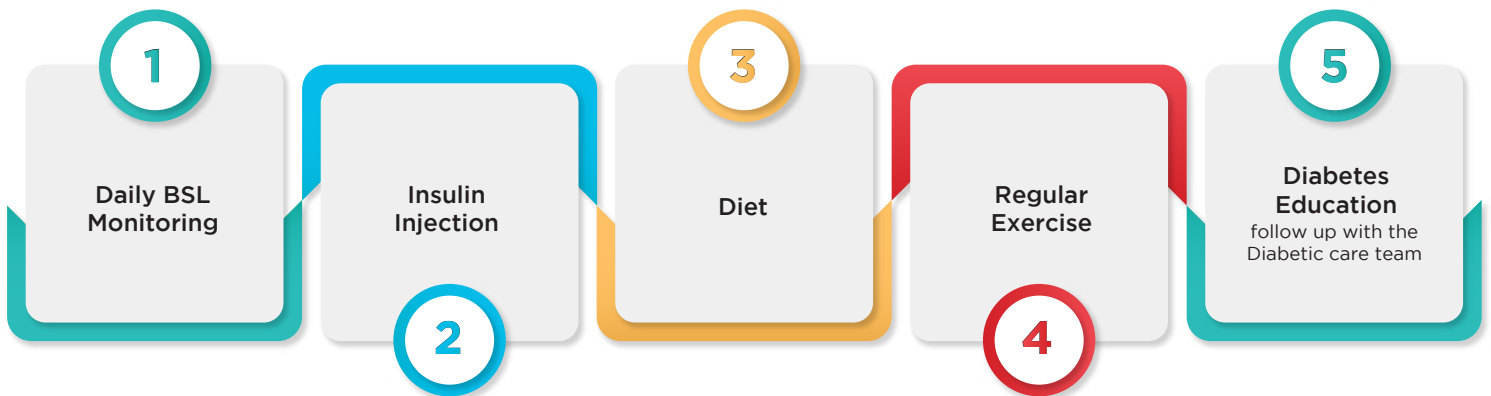 1
Daily BSL
Monitoring
Insulin
Injection
2
3
Diet
Regular
Exercise
4
5
Diabetes
Education
follow up with the
Diabetic care team